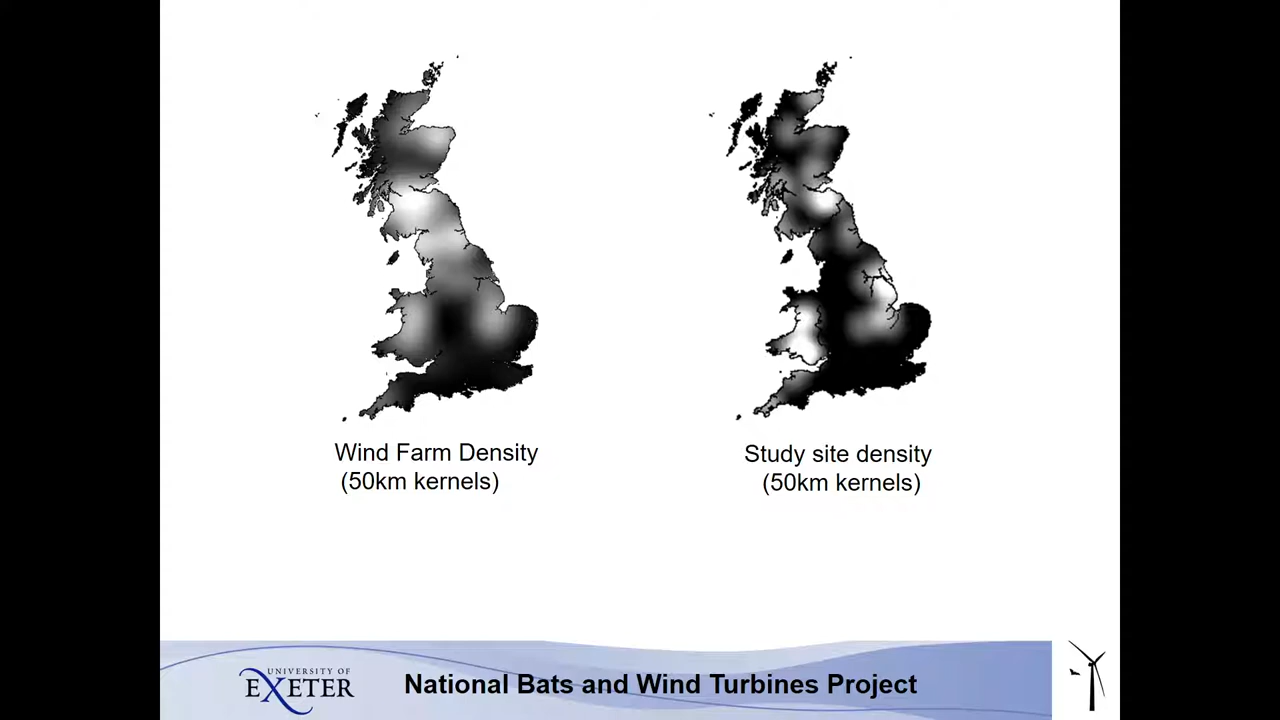 Wind Farm Density
(50km kernels)
Study site density
(50km kernels)
UNIVERSITY OF
EXETER
National Bats and Wind Turbines Project